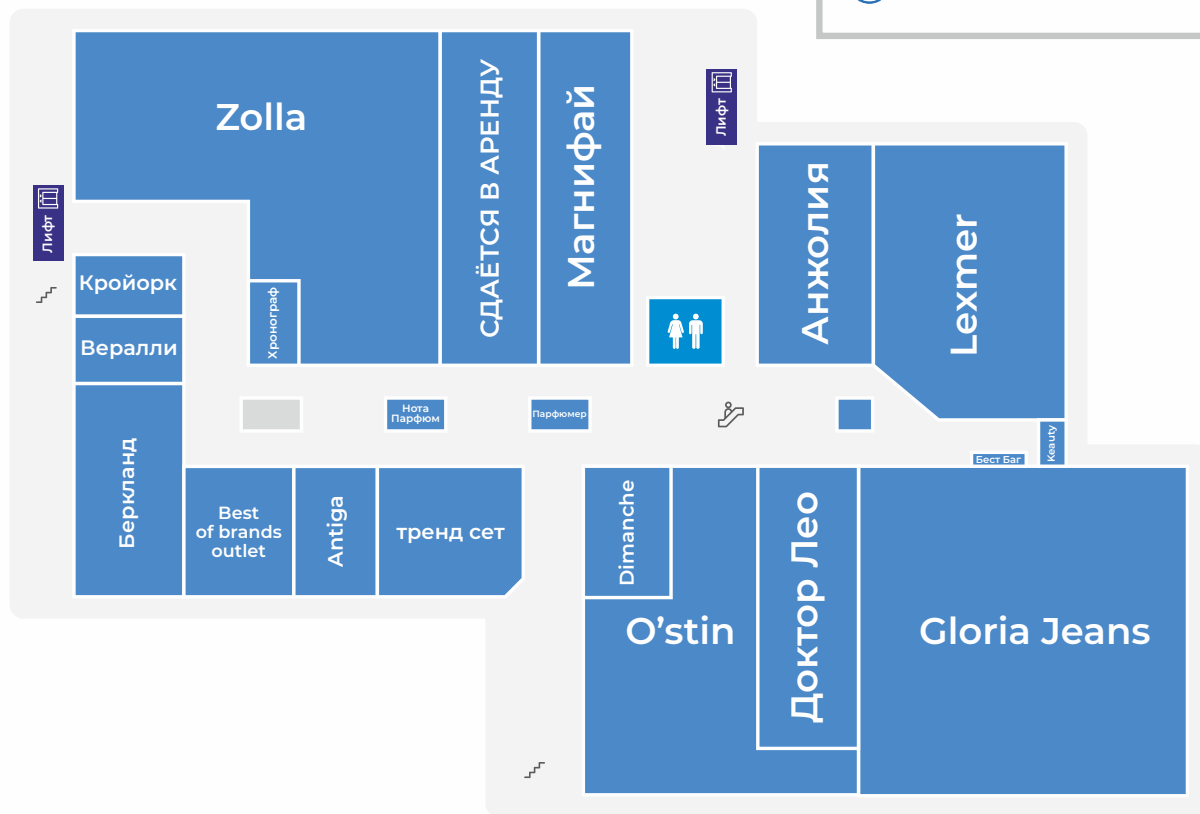 Лифт
Zolla
СДАЁТСЯ В АРЕНДУ
Магнифай
Лифт
Анжолия
Lexmer
Кройорк
Вералли
Хронограф
Беркланд
Нота
Парфюм
Парфюмер
Keauty
Бест Баг
Best
of brands
outlet
Antiga
тренд сет
Dimanche
O’stin
Доктор Лео
Gloria Jeans